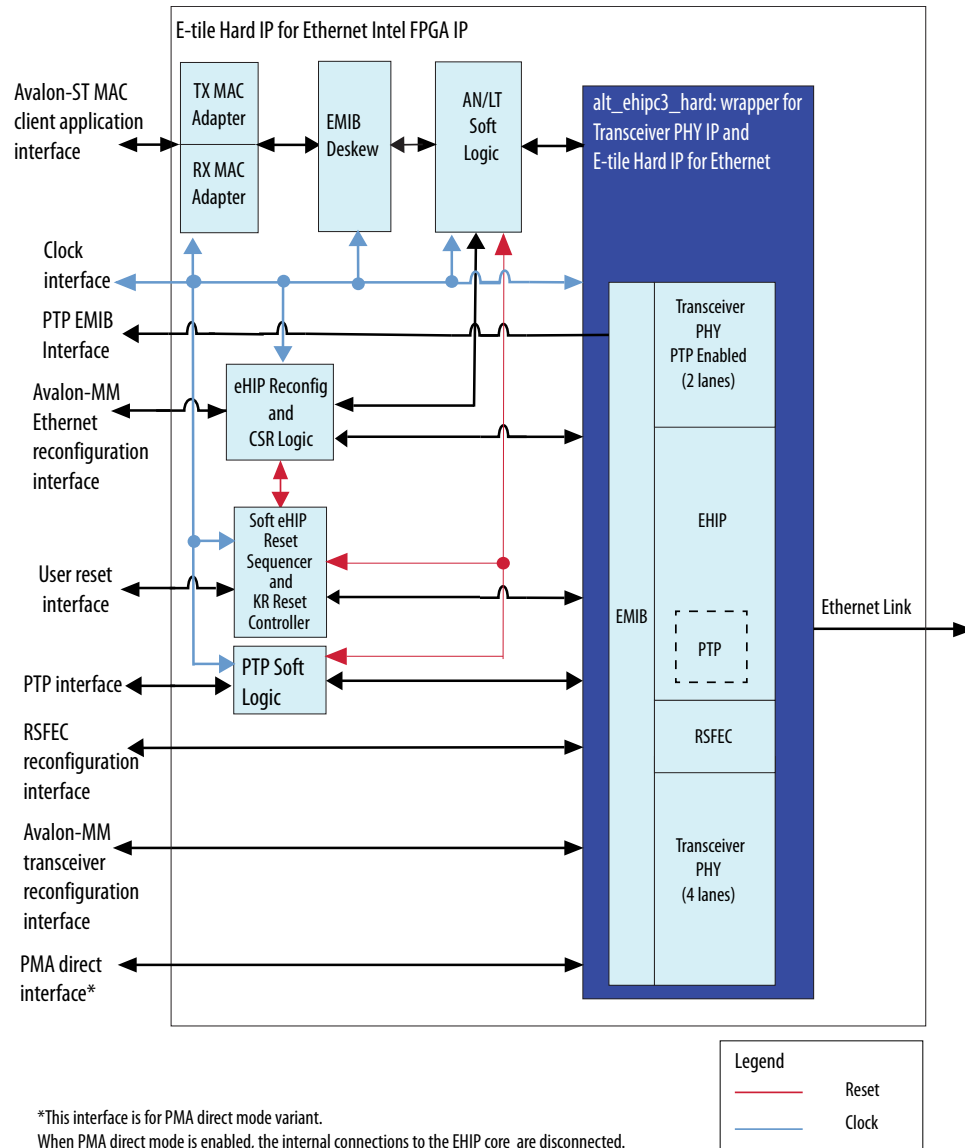 E-tile Hard IP for Ethernet Intel FPGA IP
Avalon-ST MAC
client application
interface
TX MAC
Adapter
RX MAC
Adapter
EMIB
Deskew
AN/LT
Soft
Logic
alt_ehipc3_hard: wrapper for
Transceiver PHY IP and
E-tile Hard IP for Ethernet
Clock
interface
PTP EMIB
Interface
Transceiver
PHY
PTP Enabled
(2 lanes)
Avalon-MM
Ethernet
reconfiguration
interface
eHIP Reconfig
and
CSR Logic
EHIP
User reset
interface
Soft eHIP
Reset
Sequencer
and
KR Reset
Controller
EMIB
PTP
Ethernet Link
PTP interface
PTP Soft
Logic
RSFEC
reconfiguration
interface
RSFEC
Avalon-MM
transceiver
reconfiguration
interface
Transceiver
PHY
(4 lanes)
PMA direct
interface*
Legend
Reset
Clock
*This interface is for PMA direct mode variant.
When PMA direct mode is enabled, the internal connections to the EHIP core are disconnected.